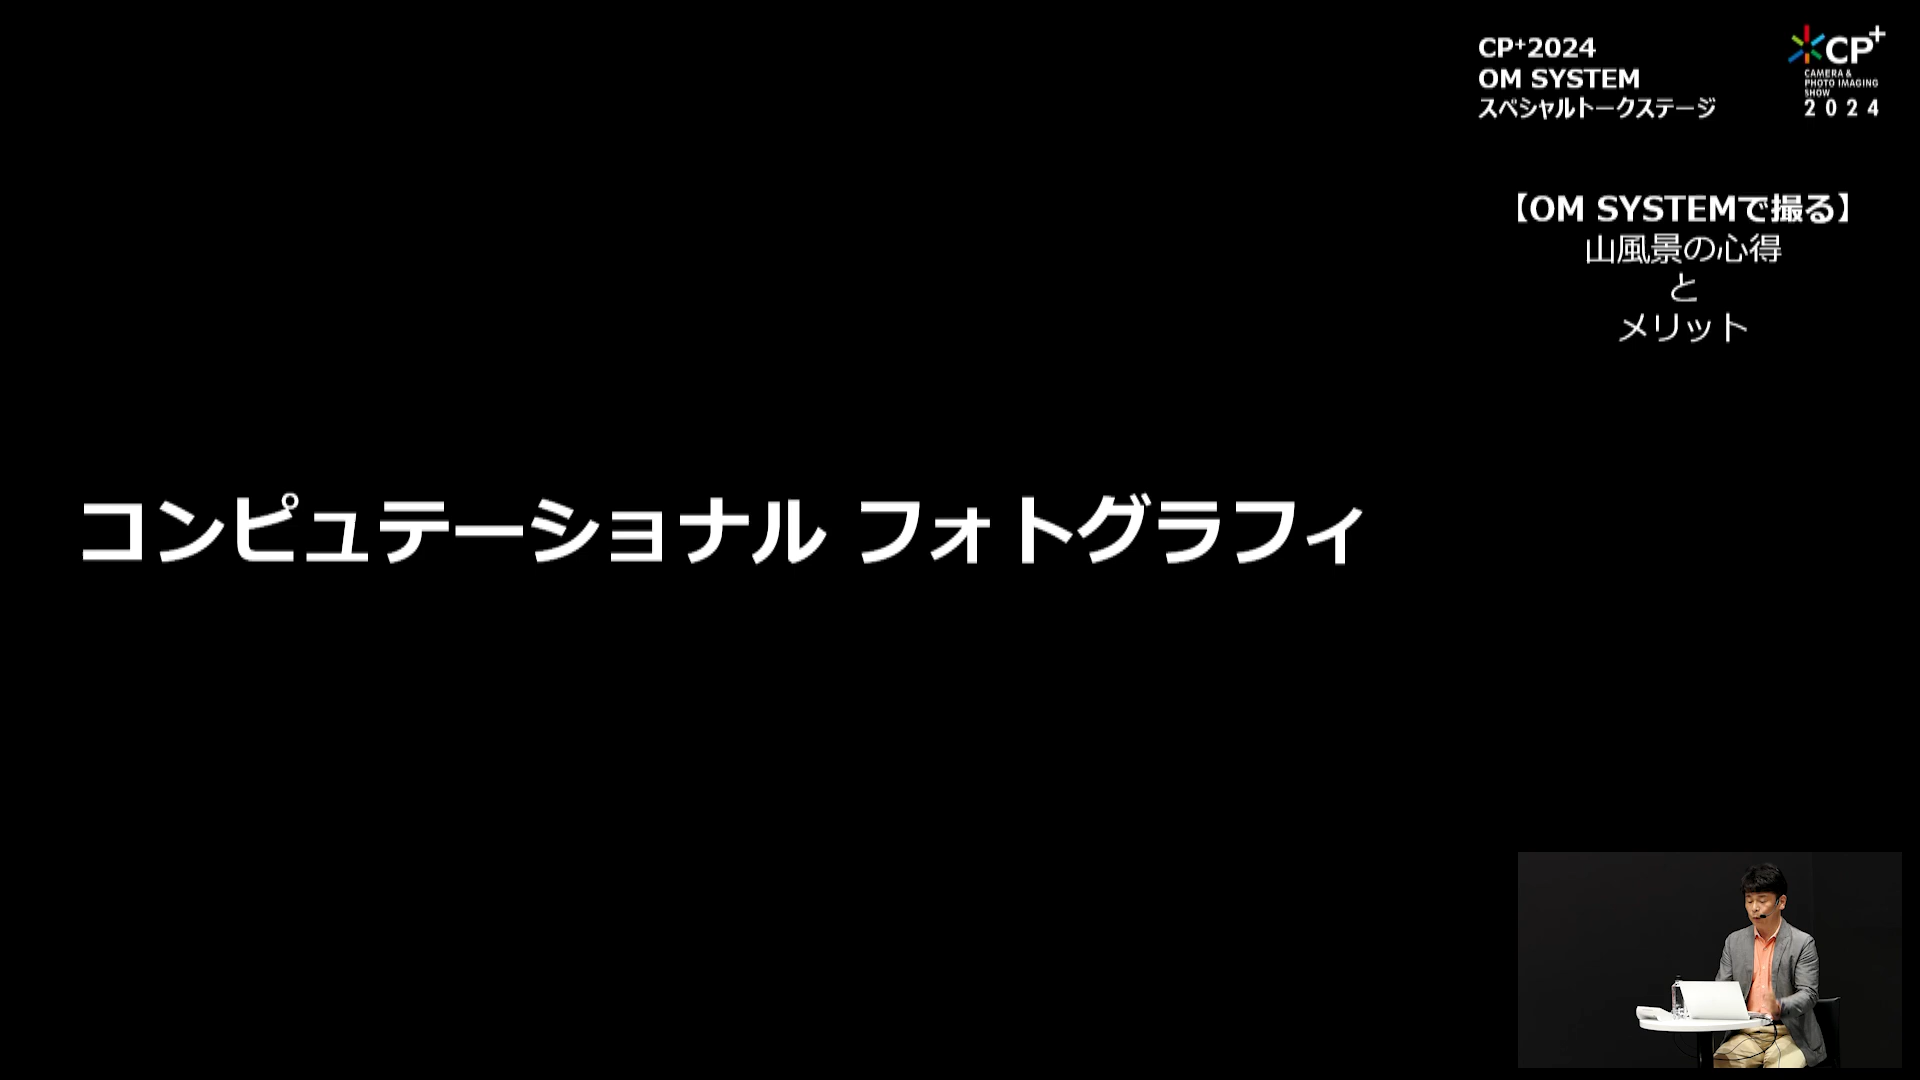 CP+2024
OM SYSTEM
スペシャルトークステージ
CP+
CAMERA &
PHOTO IMAGING
SHOW
2024
【OM SYSTEMで撮る】
山風景の心得
と
メリット
コンピュテーショナル フォトグラフィ